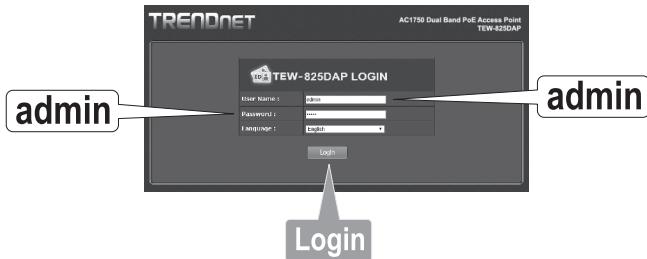 TRENDNET
AC1750 Dual Band PoE Access Point
TEW-825DAP
TEW-825DAP LOGIN
User Name : admin
admin
admin
Password : •••••
Language : English
Login
Login